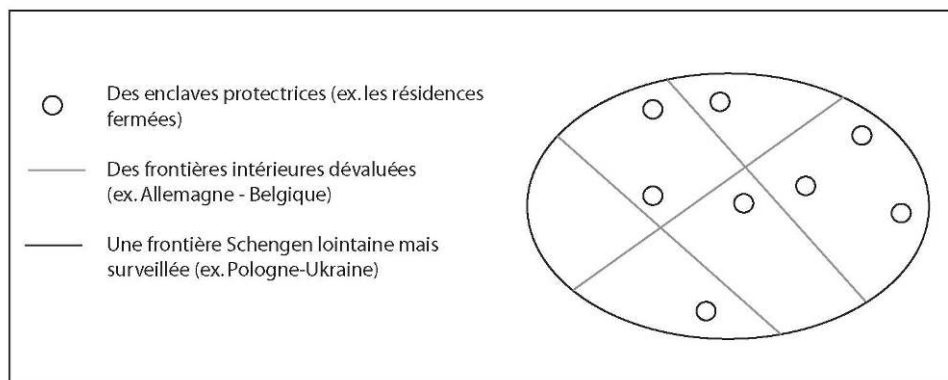 Des enclaves protectrices (ex. les résidences
fermées)
Des frontières intérieures dévaluées
(ex. Allemagne - Belgique)
Une frontière Schengen lointaine mais
surveillée (ex. Pologne-Ukraine)